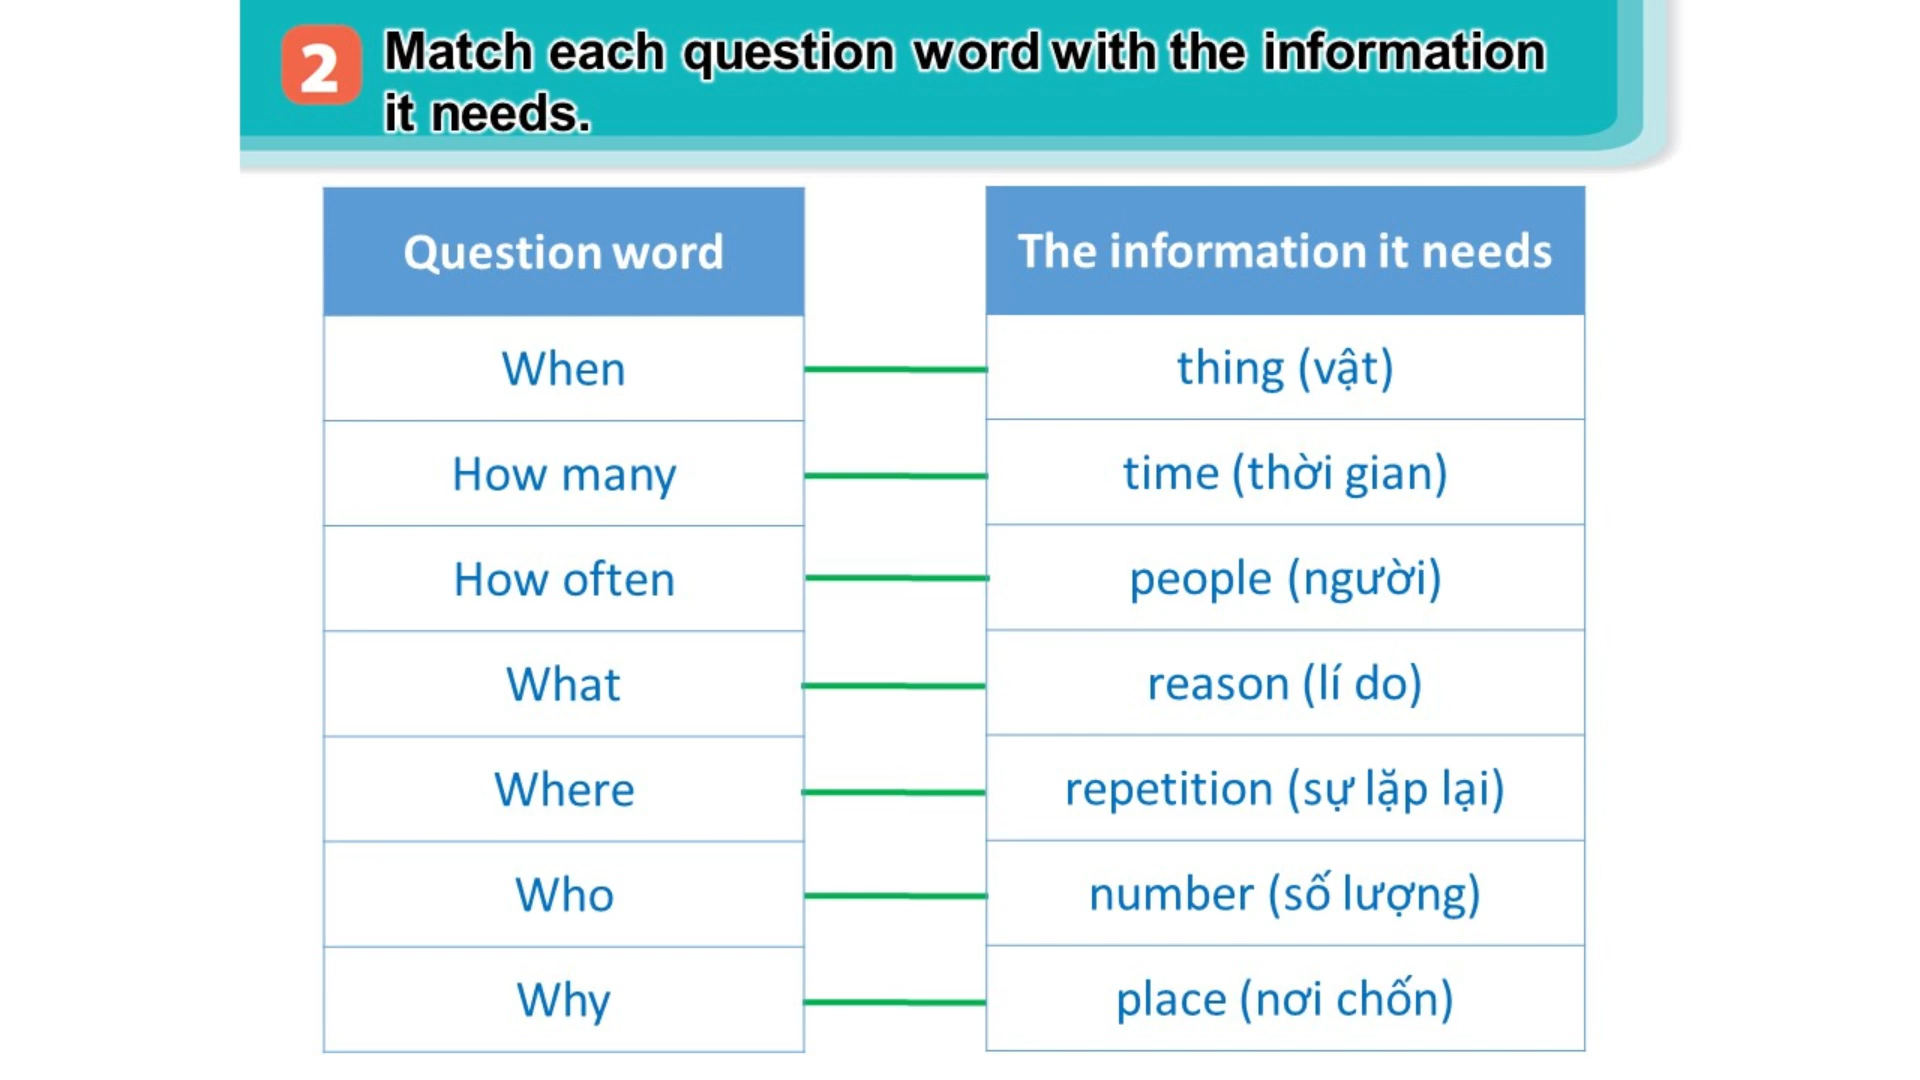 2 Match each question word with the information
it needs.
Question word The information it needs
When thing (vật)
How many time (thời gian)
How often people (người)
What reason (lí do)
Where repetition (sự lặp lại)
Who number (số lượng)
Why place (nơi chốn)